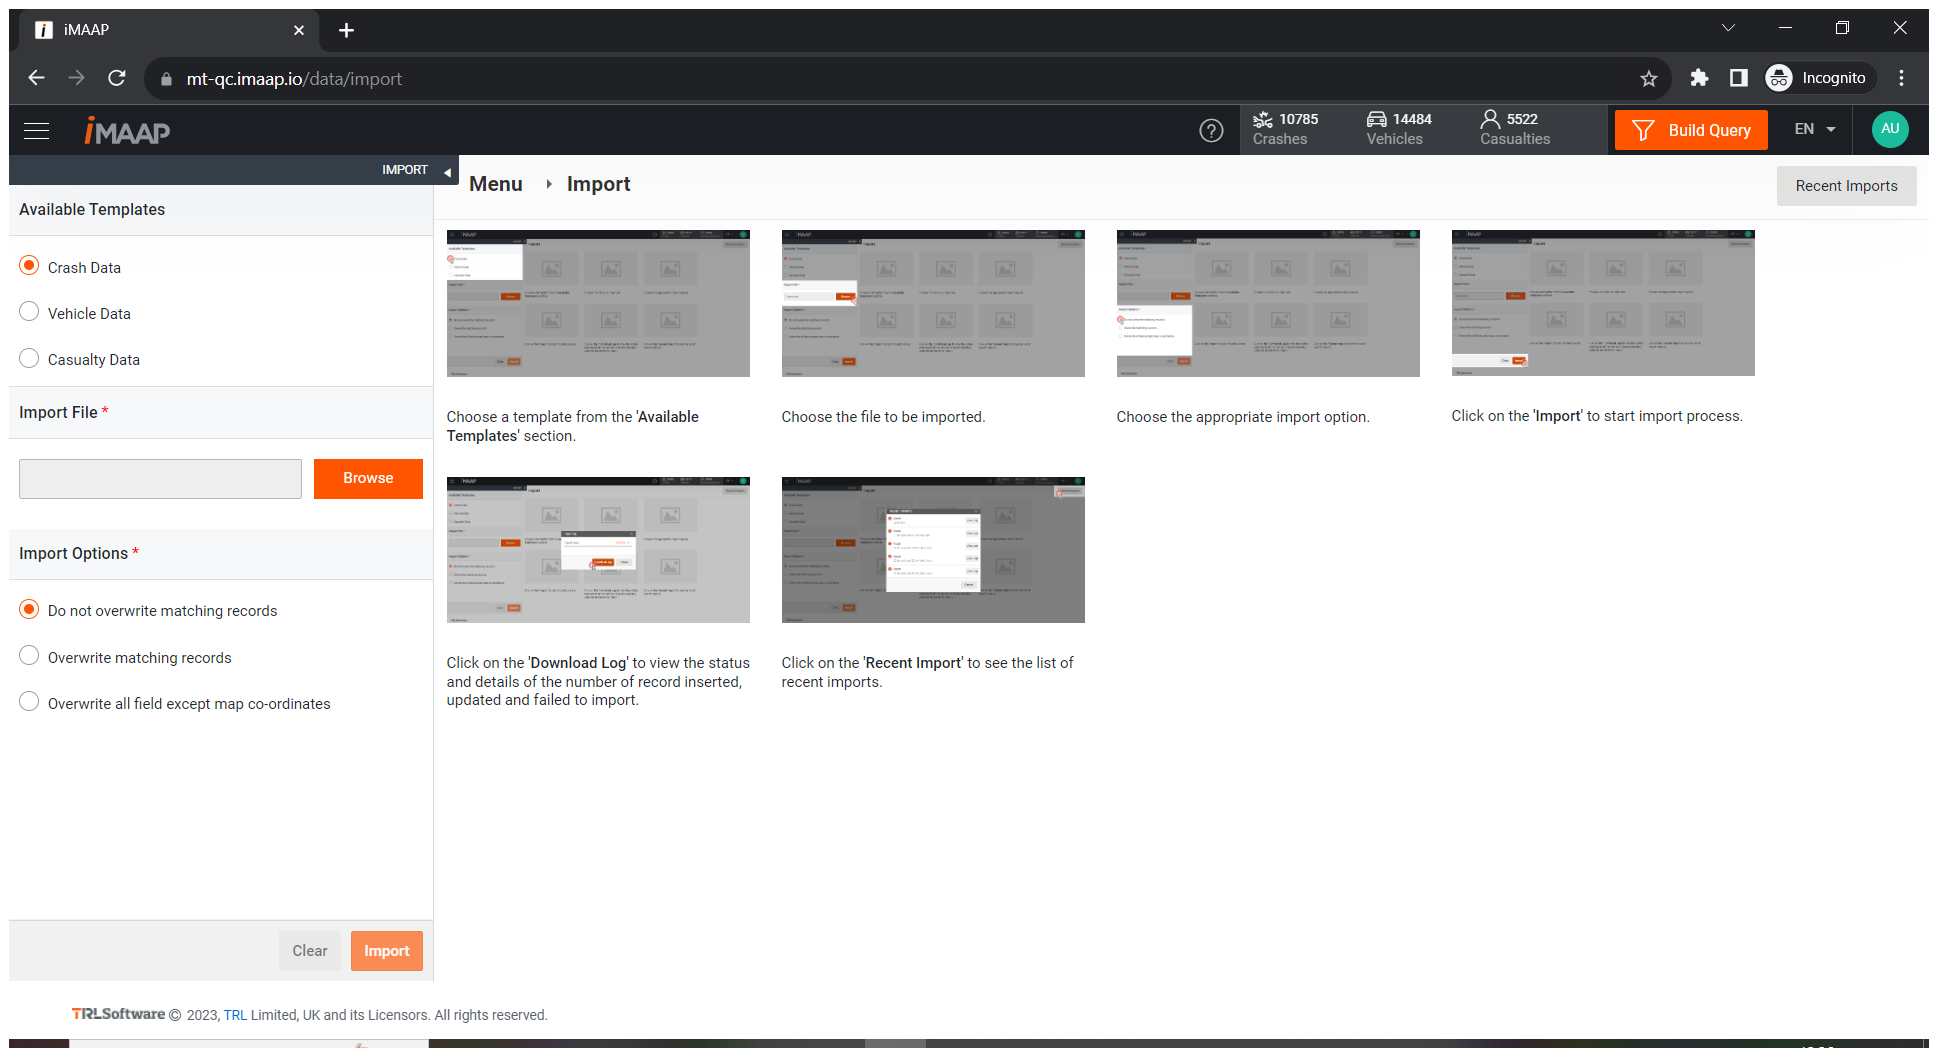 iMAAP
mt-qc.imaap.io/data/import
Incognito
iMAAP
10785
Crashes
14484
Vehicles
5522
Casualties
Build Query
EN
AU
IMPORT
Menu
Import
Recent Imports
Available Templates
Crash Data
Vehicle Data
Casualty Data
Import File *
Browse
Import Options *
Do not overwrite matching records
Overwrite matching records
Overwrite all field except map co-ordinates
Clear
Import
Choose a template from the 'Available
Templates' section.
Choose the file to be imported.
Choose the appropriate import option.
Click on the 'Import' to start import process.
Click on the 'Download Log' to view the status
and details of the number of record inserted,
updated and failed to import.
Click on the 'Recent Import' to see the list of
recent imports.
TRLSoftware © 2023, TRL Limited, UK and its Licensors. All rights reserved.